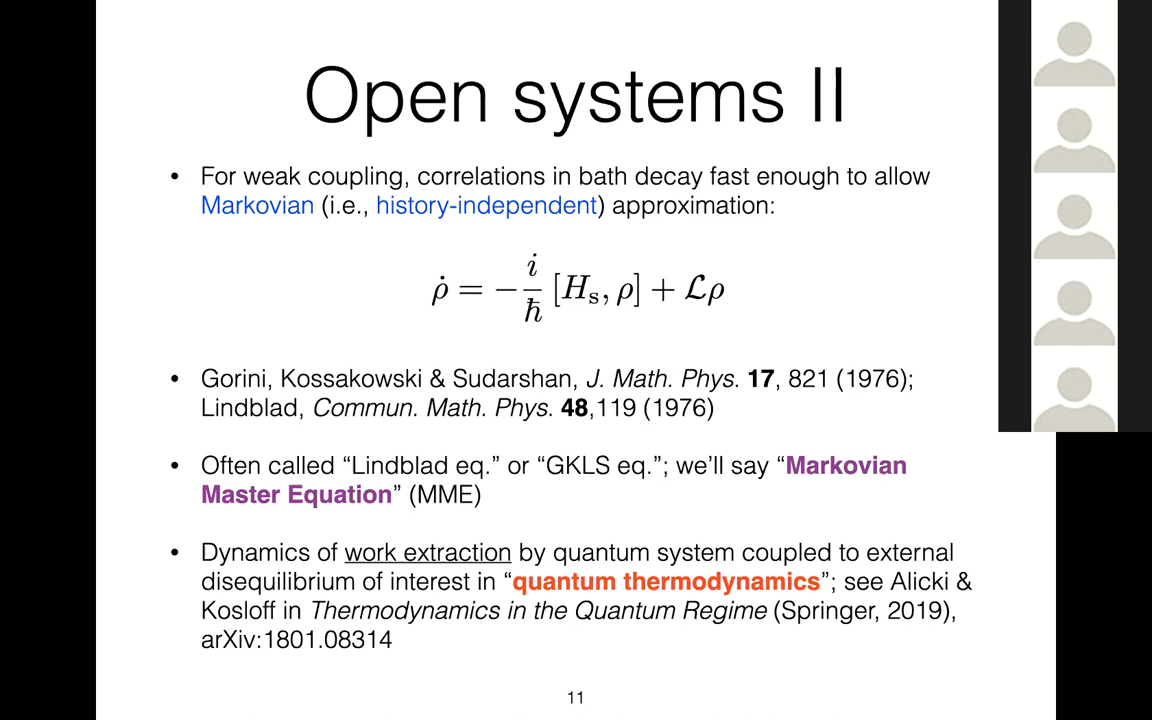 Open systems II
• For weak coupling, correlations in bath decay fast enough to allow
Markovian (i.e., history-independent) approximation:
ρ̇ = −i/ħ [Hₛ, ρ] + ℒρ
• Gorini, Kossakowski & Sudarshan, J. Math. Phys. 17, 821 (1976);
Lindblad, Commun. Math. Phys. 48,119 (1976)
• Often called “Lindblad eq.” or “GKLS eq.”; we’ll say “Markovian
Master Equation” (MME)
• Dynamics of work extraction by quantum system coupled to external
disequilibrium of interest in “quantum thermodynamics”; see Alicki &
Kosloff in Thermodynamics in the Quantum Regime (Springer, 2019),
arXiv:1801.08314
11